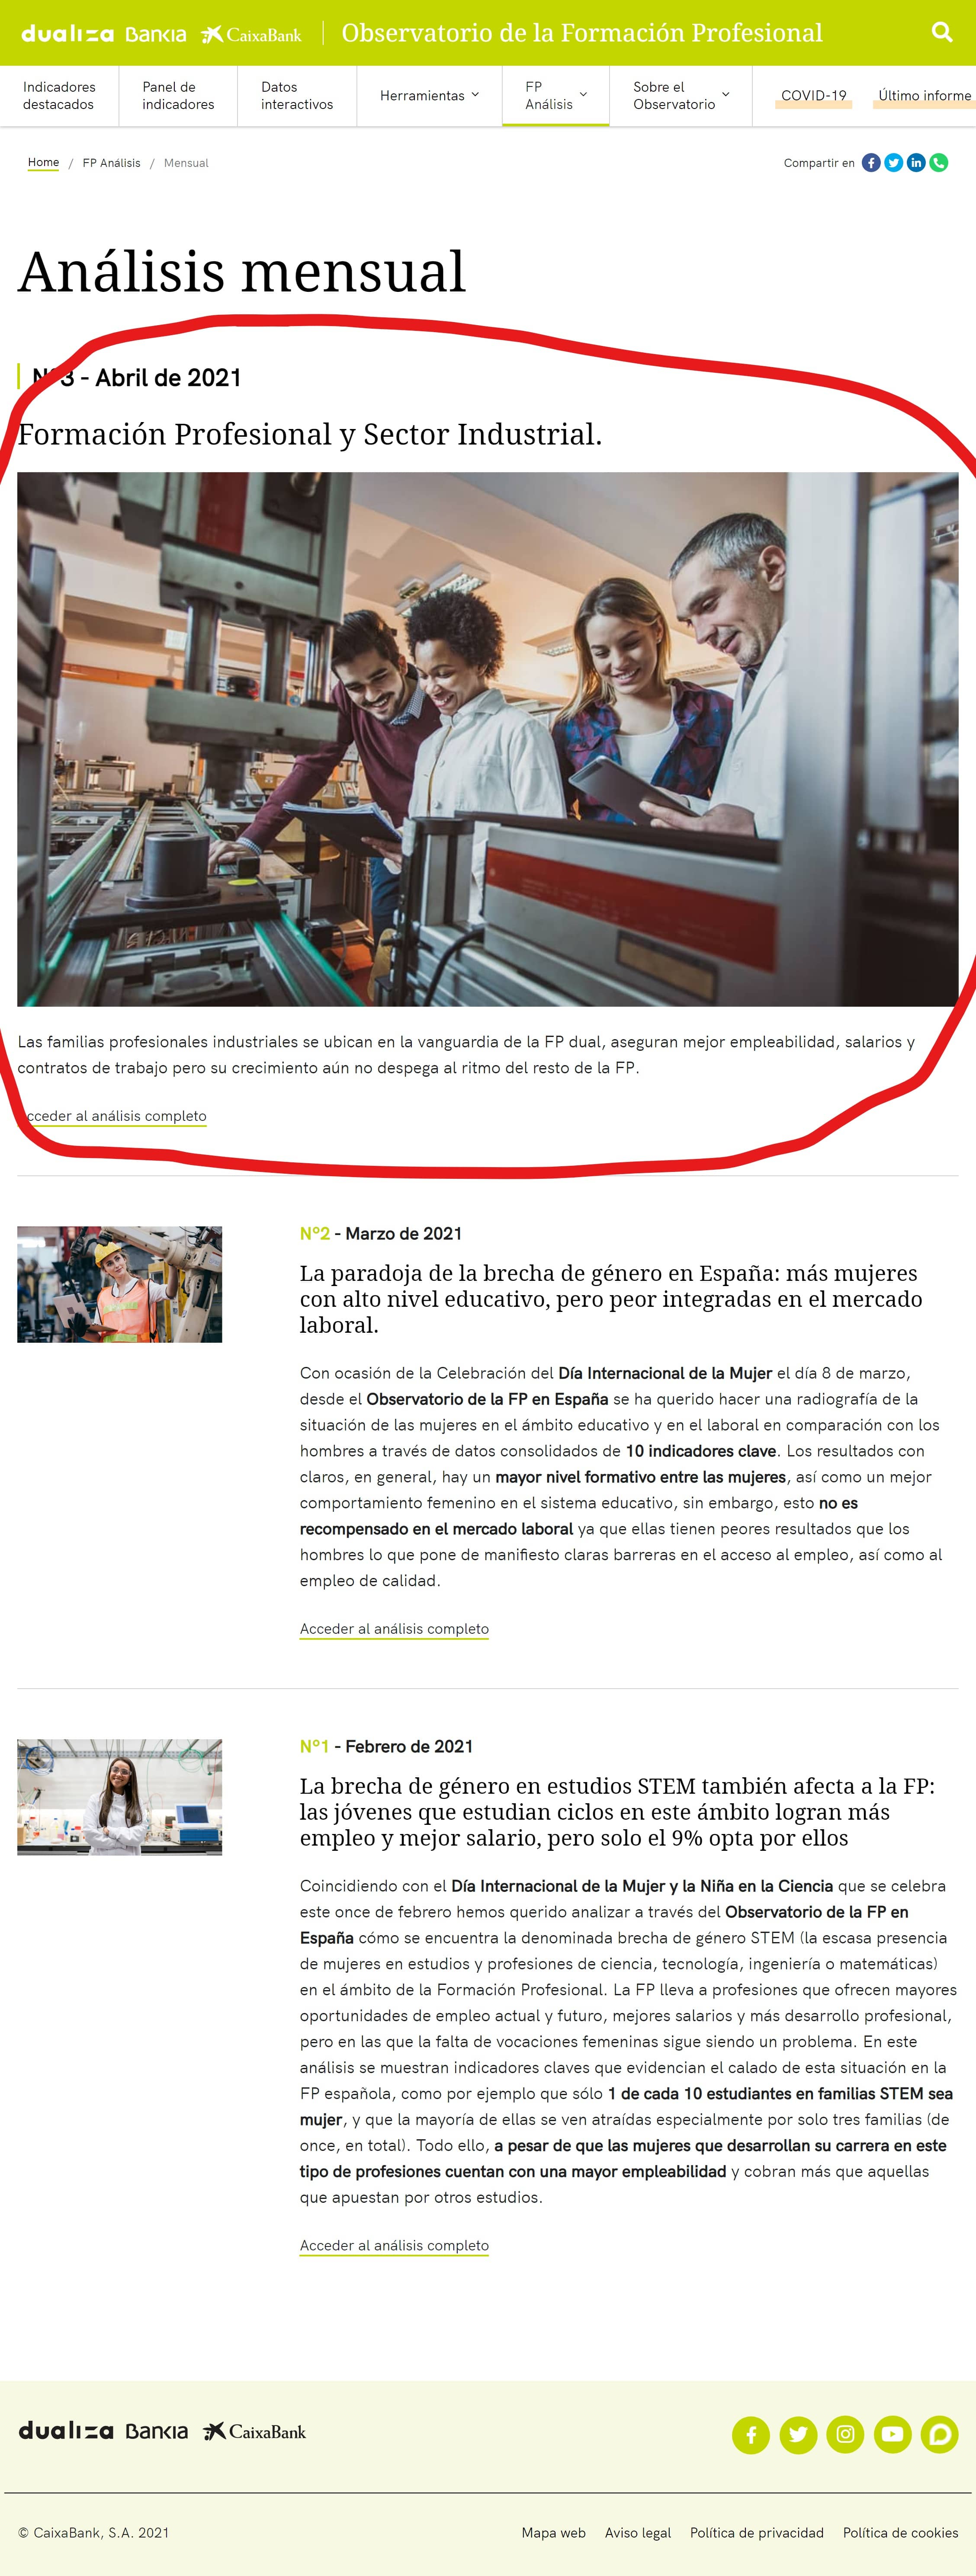 dualiza Bankia CaixaBank Observatorio de la Formación Profesional
Indicadores destacados
Panel de indicadores
Datos interactivos
Herramientas
FP Análisis
Sobre el Observatorio
COVID-19
Último informe
Home / FP Análisis / Mensual
Compartir en
Análisis mensual
Nº3 - Abril de 2021
Formación Profesional y Sector Industrial.
Las familias profesionales industriales se ubican en la vanguardia de la FP dual, aseguran mejor empleabilidad, salarios y
contratos de trabajo pero su crecimiento aún no despega al ritmo del resto de la FP.
Acceder al análisis completo
Nº2 - Marzo de 2021
La paradoja de la brecha de género en España: más mujeres
con alto nivel educativo, pero peor integradas en el mercado
laboral.
Con ocasión de la Celebración del Día Internacional de la Mujer el día 8 de marzo,
desde el Observatorio de la FP en España se ha querido hacer una radiografía de la
situación de las mujeres en el ámbito educativo y en el laboral en comparación con los
hombres a través de datos consolidados de 10 indicadores clave. Los resultados con
claros, en general, hay un mayor nivel formativo entre las mujeres, así como un mejor
comportamiento femenino en el sistema educativo, sin embargo, esto no es
recompensado en el mercado laboral ya que ellas tienen peores resultados que los
hombres lo que pone de manifiesto claras barreras en el acceso al empleo, así como al
empleo de calidad.
Acceder al análisis completo
Nº1 - Febrero de 2021
La brecha de género en estudios STEM también afecta a la FP:
las jóvenes que estudian ciclos en este ámbito logran más
empleo y mejor salario, pero solo el 9% opta por ellos
Coincidiendo con el Día Internacional de la Mujer y la Niña en la Ciencia que se celebra
este once de febrero hemos querido analizar a través del Observatorio de la FP en
España cómo se encuentra la denominada brecha de género STEM (la escasa presencia
de mujeres en estudios y profesiones de ciencia, tecnología, ingeniería o matemáticas)
en el ámbito de la Formación Profesional. La FP lleva a profesiones que ofrecen mayores
oportunidades de empleo actual y futuro, mejores salarios y más desarrollo profesional,
pero en las que la falta de vocaciones femeninas sigue siendo un problema. En este
análisis se muestran indicadores claves que evidencian el calado de esta situación en la
FP española, como por ejemplo que sólo 1 de cada 10 estudiantes en familias STEM sea
mujer, y que la mayoría de ellas se ven atraídas especialmente por solo tres familias (de
once, en total). Todo ello, a pesar de que las mujeres que desarrollan su carrera en este
tipo de profesiones cuentan con una mayor empleabilidad y cobran más que aquellas
que apuestan por otros estudios.
Acceder al análisis completo
dualiza Bankia CaixaBank
© CaixaBank, S.A. 2021
Mapa web Aviso legal Política de privacidad Política de cookies